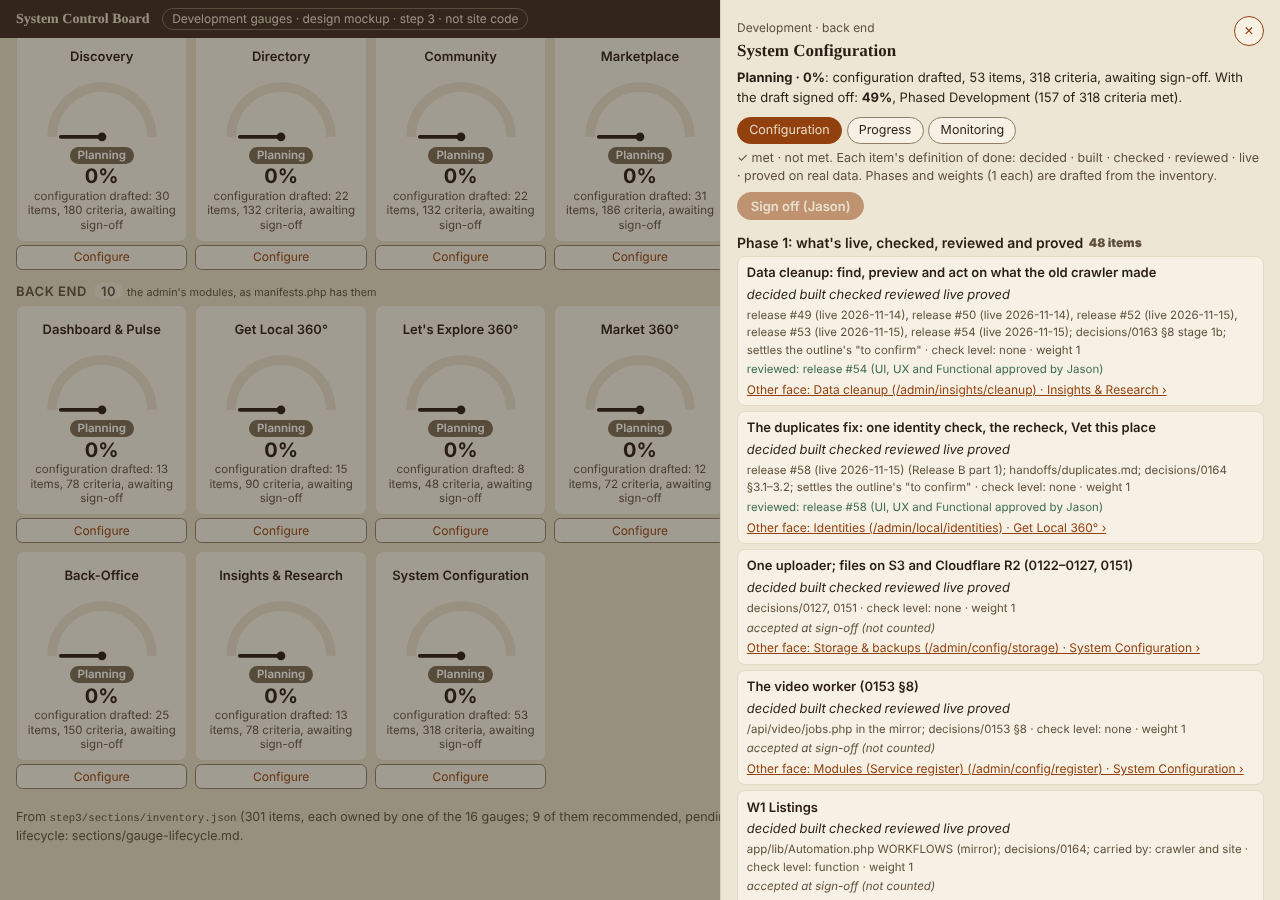 System Control Board
Development gauges · design mockup · step 3 · not site code
Discovery
Planning
0%
configuration drafted: 30
items, 180 criteria, awaiting
sign-off
Configure
Directory
Planning
0%
configuration drafted: 22
items, 132 criteria, awaiting
sign-off
Configure
Community
Planning
0%
configuration drafted: 22
items, 132 criteria, awaiting
sign-off
Configure
Marketplace
Planning
0%
configuration drafted: 31
items, 186 criteria, awaiting
sign-off
Configure
BACK END 10 the admin's modules, as manifests.php has them
Dashboard & Pulse
Planning
0%
configuration drafted: 13
items, 78 criteria, awaiting
sign-off
Configure
Get Local 360°
Planning
0%
configuration drafted: 15
items, 90 criteria, awaiting
sign-off
Configure
Let's Explore 360°
Planning
0%
configuration drafted: 8
items, 48 criteria, awaiting
sign-off
Configure
Market 360°
Planning
0%
configuration drafted: 12
items, 72 criteria, awaiting
sign-off
Configure
Back-Office
Planning
0%
configuration drafted: 25
items, 150 criteria, awaiting
sign-off
Configure
Insights & Research
Planning
0%
configuration drafted: 13
items, 78 criteria, awaiting
sign-off
Configure
System Configuration
Planning
0%
configuration drafted: 53
items, 318 criteria, awaiting
sign-off
Configure
From step3/sections/inventory.json (301 items, each owned by one of the 16 gauges; 9 of them recommended, pendin
lifecycle: sections/gauge-lifecycle.md.
Development · back end
×
System Configuration
Planning · 0%: configuration drafted, 53 items, 318 criteria, awaiting sign-off. With
the draft signed off: 49%, Phased Development (157 of 318 criteria met).
Configuration
Progress
Monitoring
✓ met · not met. Each item's definition of done: decided · built · checked · reviewed · live
· proved on real data. Phases and weights (1 each) are drafted from the inventory.
Sign off (Jason)
Phase 1: what's live, checked, reviewed and proved 48 items
Data cleanup: find, preview and act on what the old crawler made
decided built checked reviewed live proved
release #49 (live 2026-11-14), release #50 (live 2026-11-14), release #52 (live 2026-11-15),
release #53 (live 2026-11-15), release #54 (live 2026-11-15); decisions/0163 §8 stage 1b;
settles the outline's "to confirm" · check level: none · weight 1
reviewed: release #54 (UI, UX and Functional approved by Jason)
Other face: Data cleanup (/admin/insights/cleanup) · Insights & Research ›
The duplicates fix: one identity check, the recheck, Vet this place
decided built checked reviewed live proved
release #58 (live 2026-11-15) (Release B part 1); handoffs/duplicates.md; decisions/0164
§3.1–3.2; settles the outline's "to confirm" · check level: none · weight 1
reviewed: release #58 (UI, UX and Functional approved by Jason)
Other face: Identities (/admin/local/identities) · Get Local 360° ›
One uploader; files on S3 and Cloudflare R2 (0122–0127, 0151)
decided built checked reviewed live proved
decisions/0127, 0151 · check level: none · weight 1
accepted at sign-off (not counted)
Other face: Storage & backups (/admin/config/storage) · System Configuration ›
The video worker (0153 §8)
decided built checked reviewed live proved
/api/video/jobs.php in the mirror; decisions/0153 §8 · check level: none · weight 1
accepted at sign-off (not counted)
Other face: Modules (Service register) (/admin/config/register) · System Configuration ›
W1 Listings
decided built checked reviewed live proved
app/lib/Automation.php WORKFLOWS (mirror); decisions/0164; carried by: crawler and site ·
check level: function · weight 1
accepted at sign-off (not counted)